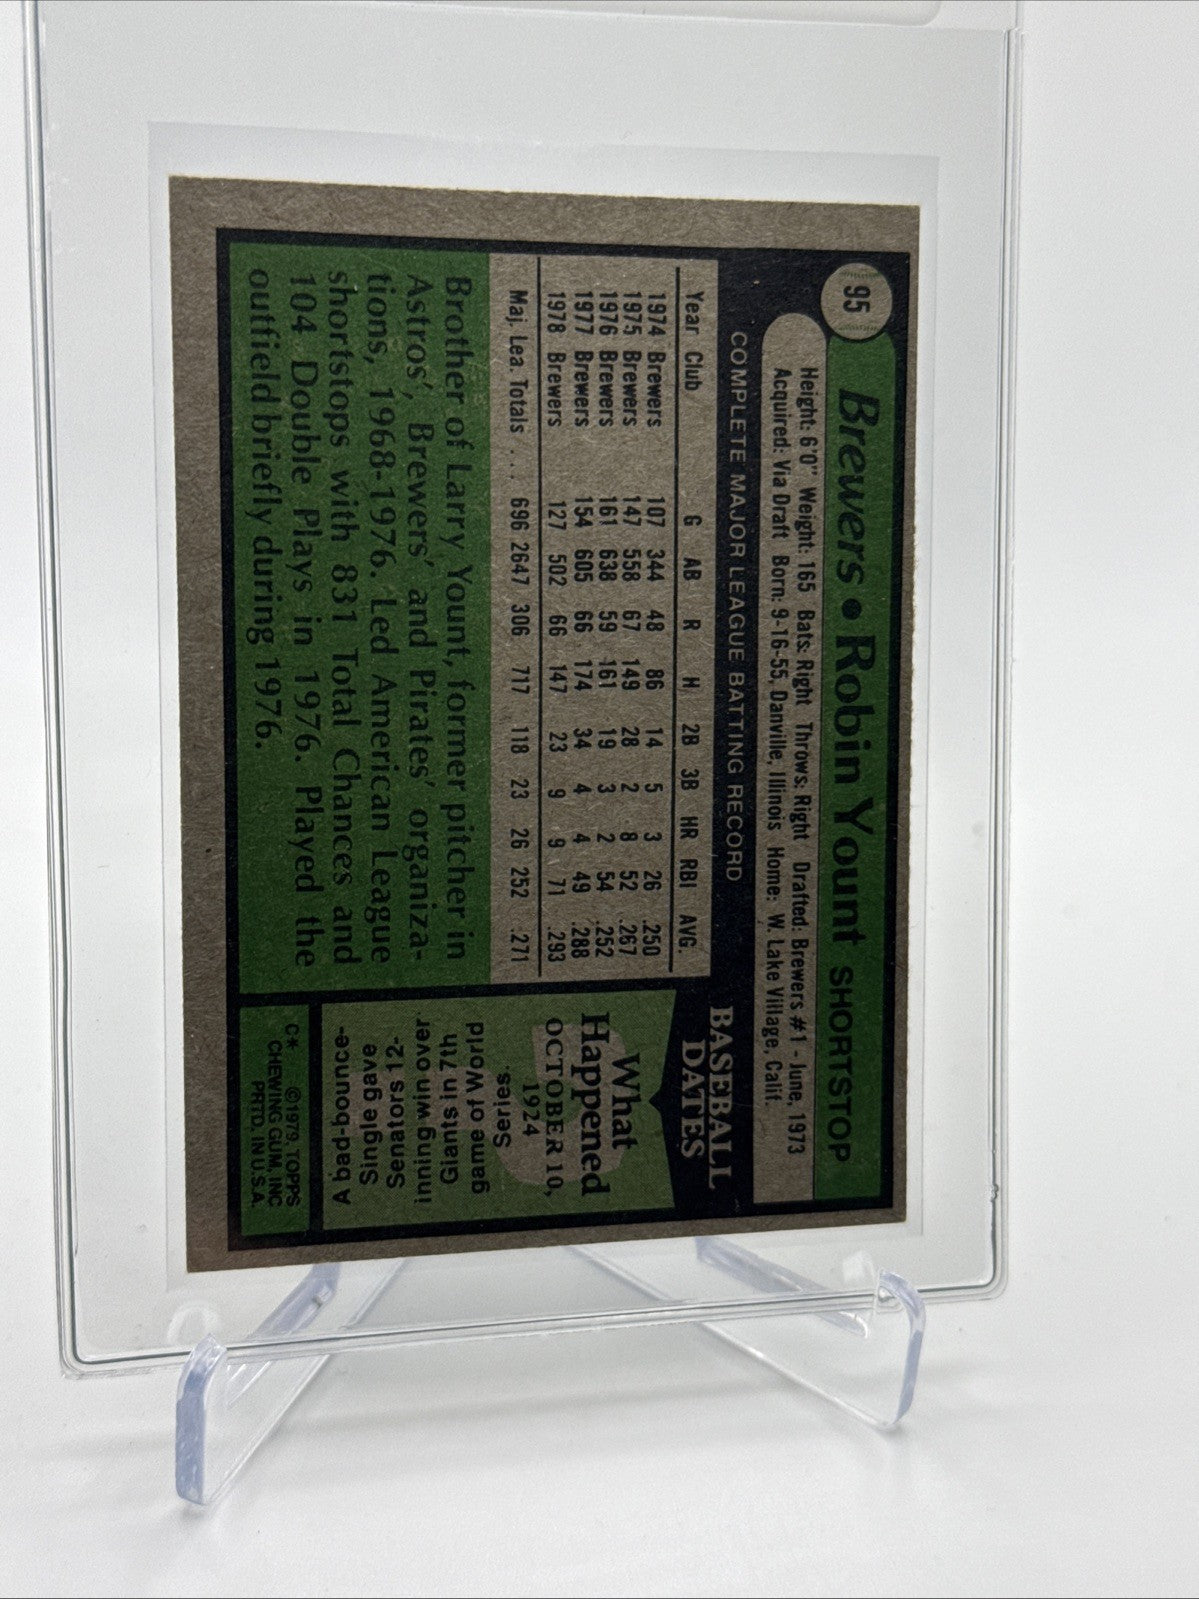 95
Brewers • Robin Yount SHORTSTOP
Height: 6'0" Weight: 165 Bats: Right Throws: Right Drafted: Brewers #1 - June, 1973
Acquired: Via Draft Born: 9-16-55, Danville, Illinois Home: W. Lake Village, Calif.
COMPLETE MAJOR LEAGUE BATTING RECORD
Year Club G AB R H 2B 3B HR RBI AVG.
1974 Brewers 107 344 48 86 14 5 3 26 .250
1975 Brewers 147 558 67 149 28 2 8 52 .267
1976 Brewers 161 638 59 161 19 3 2 54 .252
1977 Brewers 154 605 66 174 34 4 4 49 .288
1978 Brewers 127 502 66 147 23 9 9 71 .293
Maj. Lea. Totals ... 696 2647 306 717 118 23 26 252 .271
Brother of Larry Yount, former pitcher in
Astros', Brewers' and Pirates' organiza-
tions, 1968-1976. Led American League
shortstops with 831 Total Chances and
104 Double Plays in 1976. Played the
outfield briefly during 1976.
BASEBALL
DATES
What
Happened
OCTOBER 10,
1924
A bad-bounce-
Single gave
Senators 12-
inning win over
Giants in 7th
game of World
Series.
C* ©1979, TOPPS
CHEWING GUM, INC
PRTD. IN U.S.A.